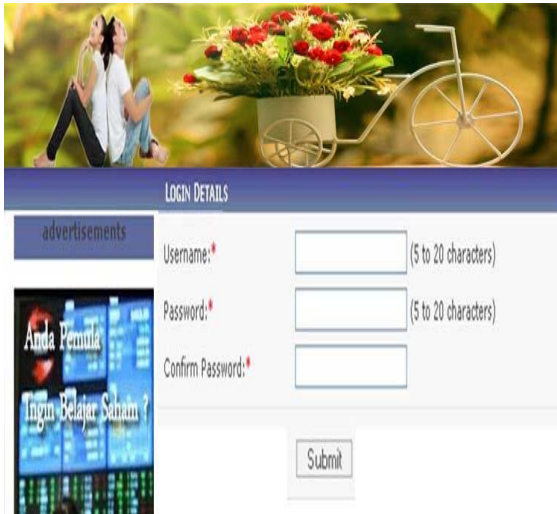 LOGIN DETAILS
advertisements
Username:* (5 to 20 characters)
Password:* (5 to 20 characters)
Confirm Password:*
Anda Pemula
Ingin Belajar Saham ?
Submit